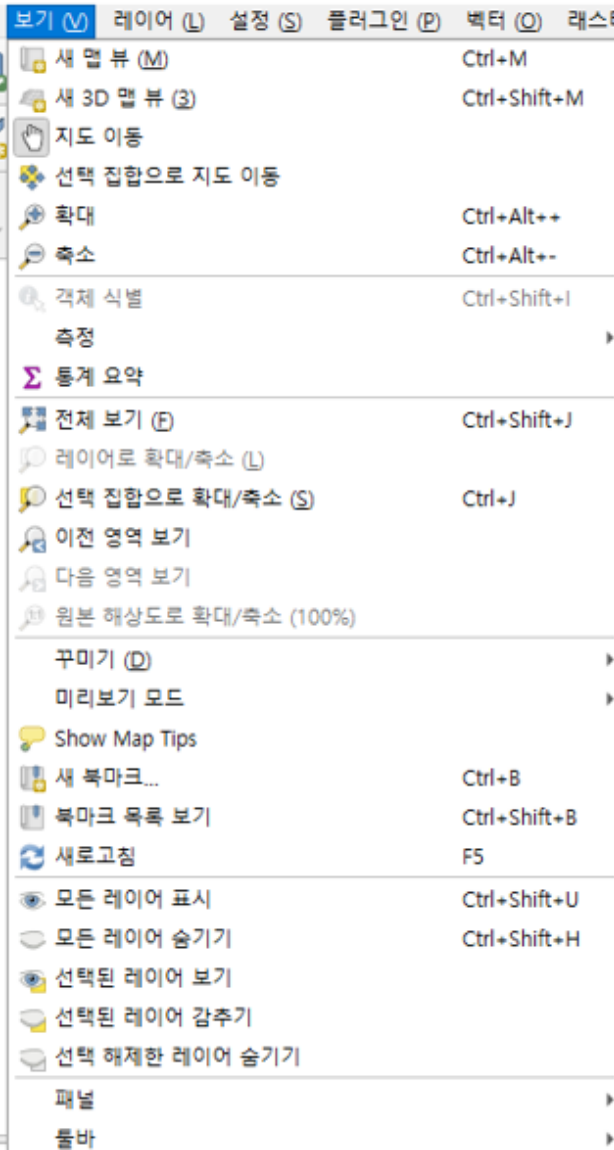 보기 (V) 레이어 (L) 설정 (S) 플러그인 (P) 벡터 (O) 래스터
새 맵 뷰 (M) Ctrl+M
새 3D 맵 뷰 (3) Ctrl+Shift+M
지도 이동
선택 집합으로 지도 이동
확대 Ctrl+Alt++
축소 Ctrl+Alt+-
객체 식별 Ctrl+Shift+I
측정
통계 요약
전체 보기 (F) Ctrl+Shift+J
레이어로 확대/축소 (L)
선택 집합으로 확대/축소 (S) Ctrl+J
이전 영역 보기
다음 영역 보기
원본 해상도로 확대/축소 (100%)
꾸미기 (D)
미리보기 모드
Show Map Tips
새 북마크... Ctrl+B
북마크 목록 보기 Ctrl+Shift+B
새로고침 F5
모든 레이어 표시 Ctrl+Shift+U
모든 레이어 숨기기 Ctrl+Shift+H
선택된 레이어 보기
선택된 레이어 감추기
선택 해제한 레이어 숨기기
패널
툴바